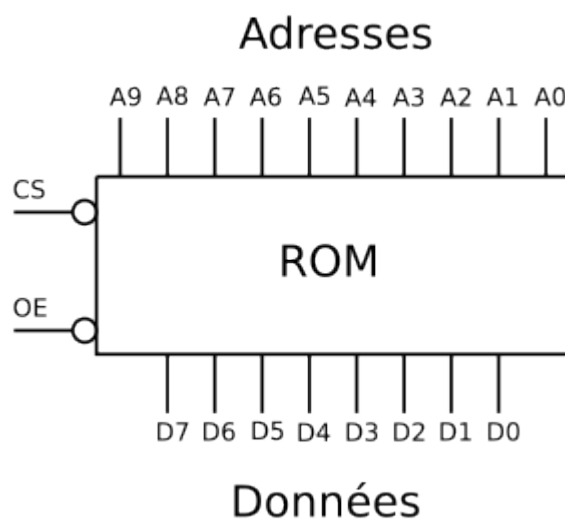 Adresses
A9 A8 A7 A6 A5 A4 A3 A2 A1 A0
CS
ROM
OE
D7 D6 D5 D4 D3 D2 D1 D0
Données